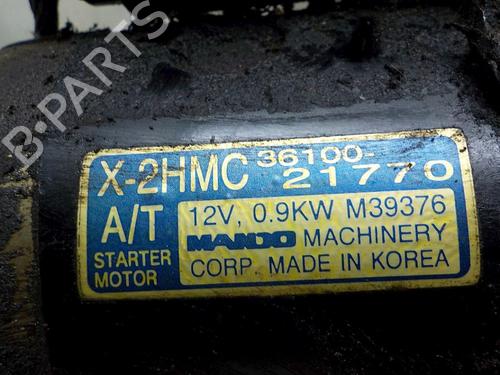 B-PARTS
X-2HMC 36100-
21770
A/T
STARTER
MOTOR
12V, 0.9KW M39376
MANDO MACHINERY
CORP. MADE IN KOREA